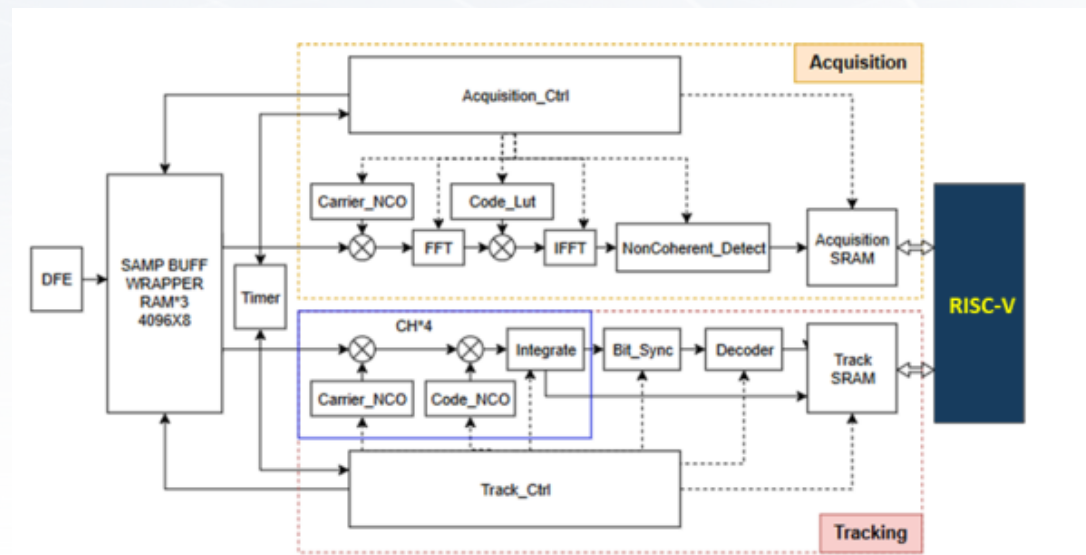 Acquisition
Acquisition_Ctrl
Carrier_NCO
Code_Lut
FFT
IFFT
NonCoherent_Detect
Acquisition
SRAM
DFE
SAMP BUFF
WRAPPER
RAM*3
4096X8
Timer
RISC-V
CH*4
Integrate
Bit_Sync
Decoder
Track
SRAM
Carrier_NCO
Code_NCO
Track_Ctrl
Tracking